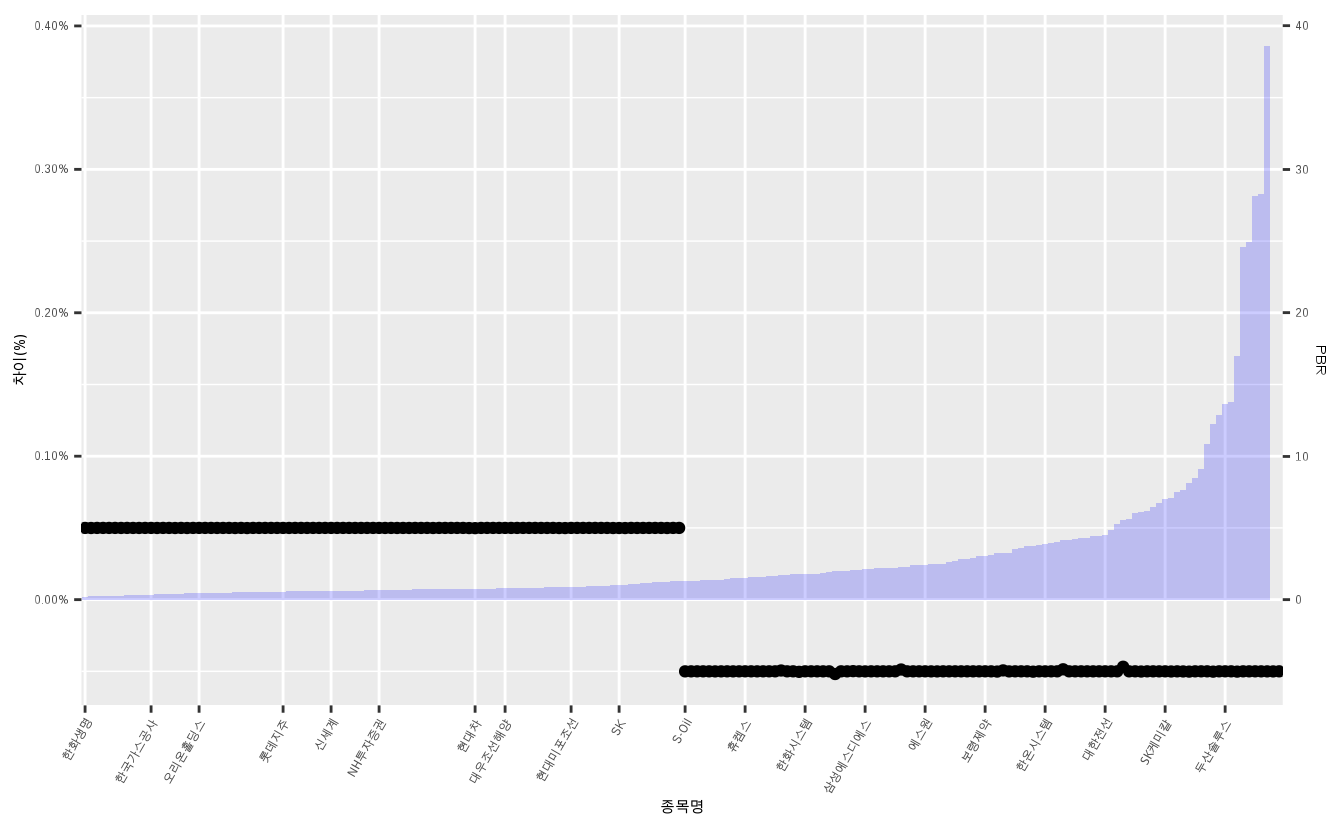 0.40%
0.30%
0.20%
0.10%
0.00%
차이(%)
40
30
20
10
0
PBR
한화생명
한국가스공사
오리온홀딩스
롯데지주
신세계
NH투자증권
현대차
대우조선해양
현대미포조선
SK
S-Oil
휴켐스
한화시스템
삼성에스디에스
에스원
보령제약
한온시스템
대한전선
SK케미칼
두산솔루스
종목명